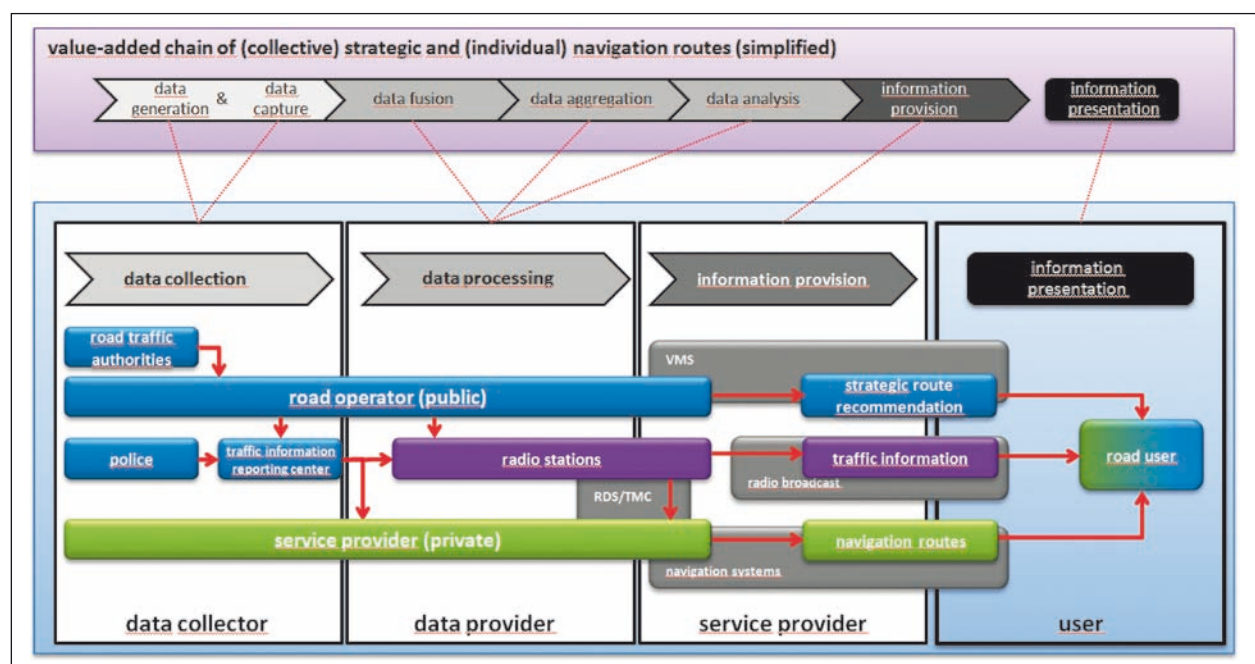 value-added chain of (collective) strategic and (individual) navigation routes (simplified)
data
generation
&
data
capture
data fusion
data aggregation
data analysis
information
provision
information
presentation
data collection
data processing
information provision
information
presentation
road traffic
authorities
VMS
road operator (public)
strategic route
recommendation
police
traffic information
reporting center
radio stations
traffic information
road user
radio broadcast
RDS/TMC
service provider (private)
navigation routes
navigation systems
data collector
data provider
service provider
user